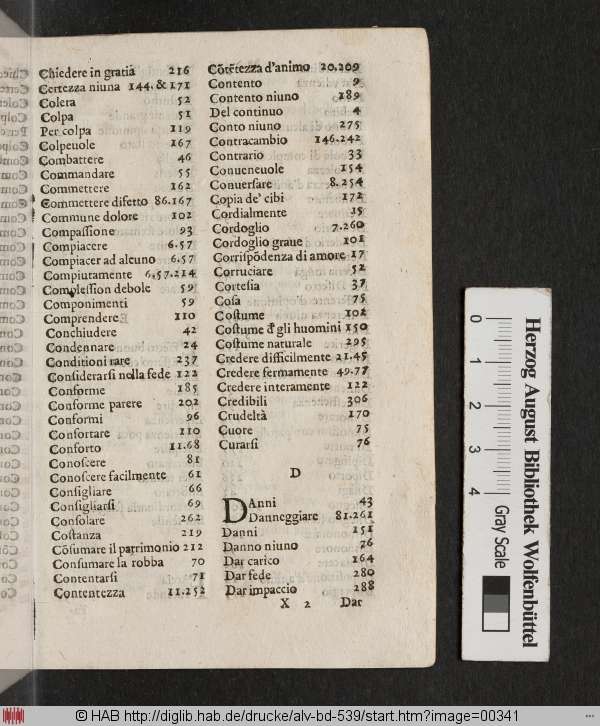 Chiedere in gratia 216
Certezza niuna 144. & 171
Colera 52
Colpa 51
Per colpa 119
Colpeuole 167
Combattere 46
Commandare 55
Commettere 162
Commettere difetto 86.167
Commune dolore 102
Compaſſione 93
Compiacere 6.57
Compiacer ad alcuno 6.57
Compiutamente 6.57.214
Compleſſion debole 59
Componimenti 59
Comprendere 110
Conchiudere 42
Condennare 24
Conditioni rare 237
Conſiderarſi nella fede 122
Conforme 185
Conforme parere 202
Conformi 96
Confortare 110
Conforto 11.68
Conoſcere 81
Conoſcere facilmente 61
Conſigliare 66
Conſigliarſi 69
Conſolare 262
Coſtanza 219
Cõſumare il patrimonio 212
Conſumare la robba 70
Contentarſi 71
Contentezza 11.252
Cõtẽtezza d'animo 20.209
Contento 9
Contento niuno 189
Del continuo 4
Conto niuno 275
Contracambio 146.242
Contrario 33
Conueneuole 154
Conuerſare 8.254
Copia de' cibi 172
Cordialmente 15
Cordoglio 7.260
Cordoglio graue 101
Corriſpõdenza di amore 17
Corruciare 52
Corteſia 37
Coſa 75
Coſtume 102
Coſtume &̃ gli huomini 150
Coſtume naturale 295
Credere difficilmente 21.45
Credere fermamente 49.77
Credere interamente 122
Credibili 306
Crudeltà 170
Cuore 75
Curarſi 76
D
DAnni 43
Danneggiare 81.261
Danni 151
Danno niuno 76
Dar carico 164
Dar fede 280
Dar impaccio 288
X 2 Dar
0 1 2 3 4
Gray Scale
Herzog August Bibliothek Wolfenbüttel
© HAB http://diglib.hab.de/drucke/alv-bd-539/start.htm?image=00341